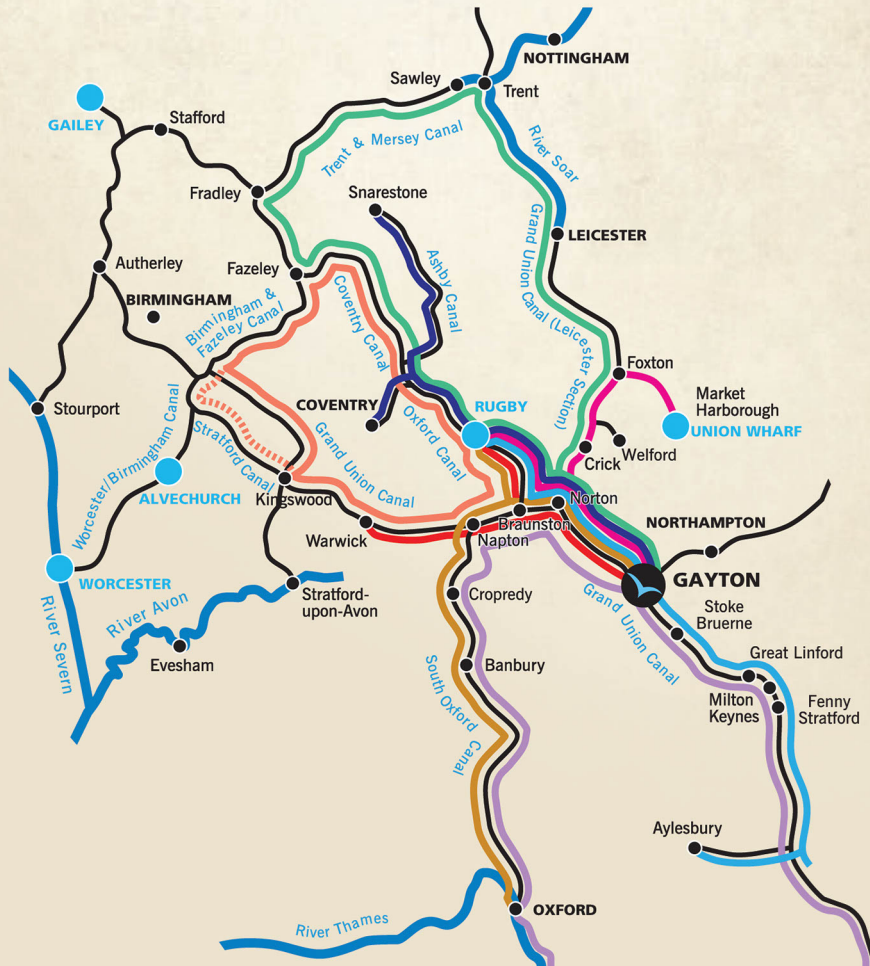 NOTTINGHAM
Sawley
Trent
GAILEY
Stafford
Trent & Mersey Canal
River Soar
Fradley
Snarestone
LEICESTER
Autherley
Fazeley
Ashby Canal
Grand Union Canal (Leicester Section)
BIRMINGHAM
Birmingham &
Fazeley Canal
Coventry Canal
Foxton
Market
Harborough
UNION WHARF
Stourport
COVENTRY
RUGBY
Oxford Canal
Welford
Crick
Worcester/Birmingham Canal
Stratford Canal
Grand Union Canal
ALVECHURCH
Kingswood
Norton
Braunston
Napton
Warwick
NORTHAMPTON
WORCESTER
GAYTON
Stratford-
upon-Avon
Cropredy
Grand Union Canal
Stoke
Bruerne
River Avon
River Severn
Evesham
Banbury
Great Linford
Milton
Keynes
Fenny
Stratford
South Oxford
Canal
Aylesbury
OXFORD
River Thames